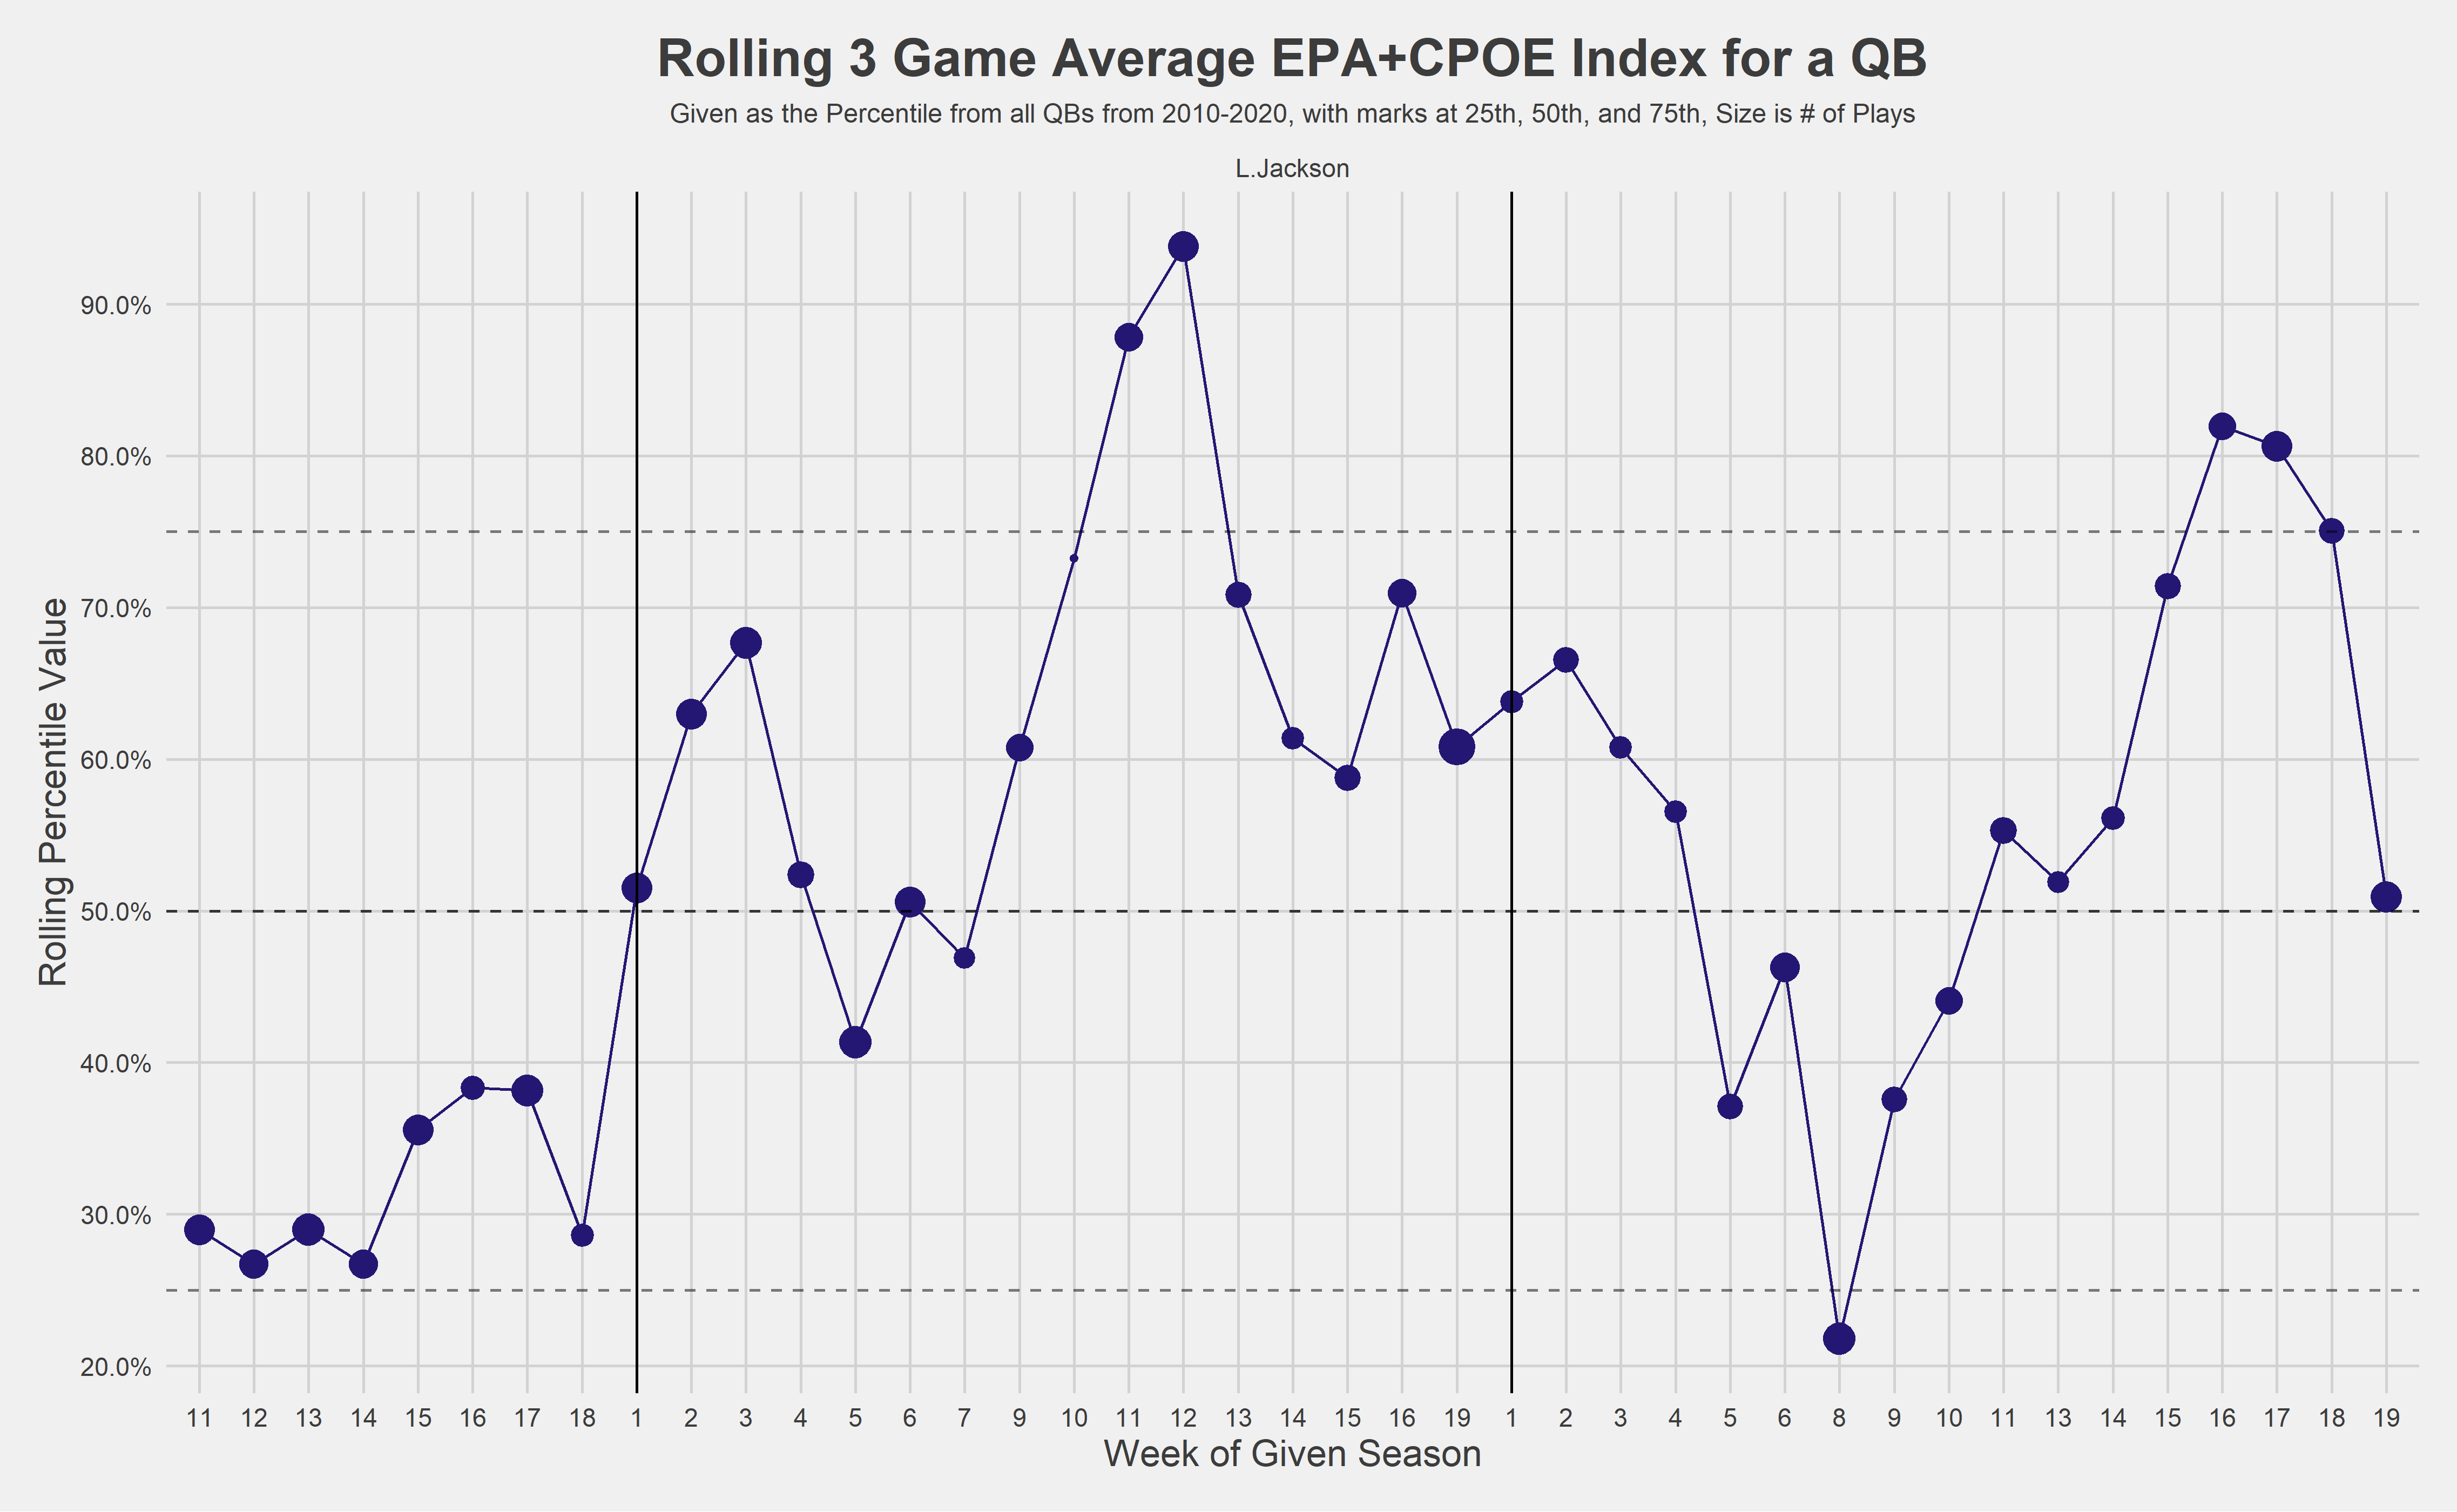 Rolling 3 Game Average EPA+CPOE Index for a QB
Given as the Percentile from all QBs from 2010-2020, with marks at 25th, 50th, and 75th, Size is # of Plays
L.Jackson
Rolling Percentile Value
90.0%
80.0%
70.0%
60.0%
50.0%
40.0%
30.0%
20.0%
11 12 13 14 15 16 17 18 1 2 3 4 5 6 7 9 10 11 12 13 14 15 16 19 1 2 3 4 5 6 8 9 10 11 13 14 15 16 17 18 19
Week of Given Season